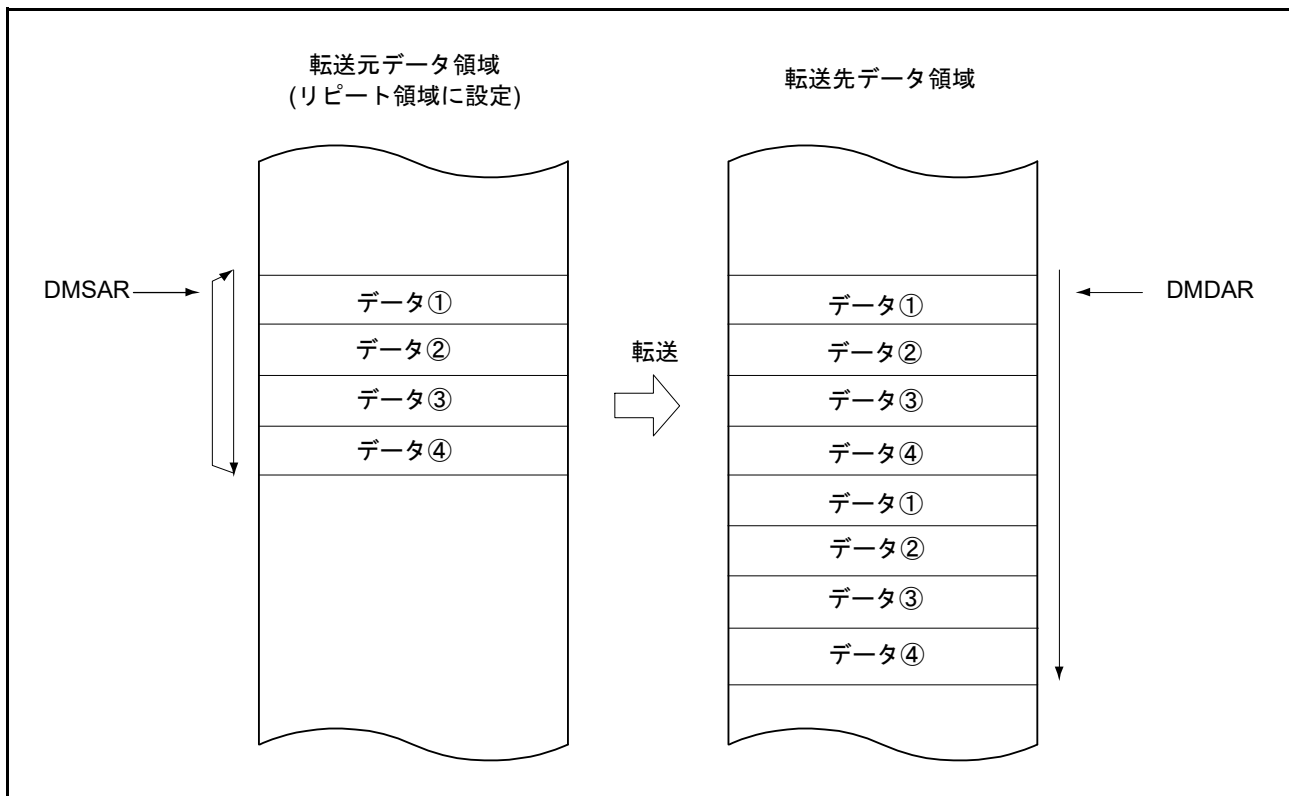 転送元データ領域
(リピート領域に設定)
転送先データ領域
DMSAR
データ①
データ②
データ③
データ④
転送
データ①
データ②
データ③
データ④
データ①
データ②
データ③
データ④
DMDAR